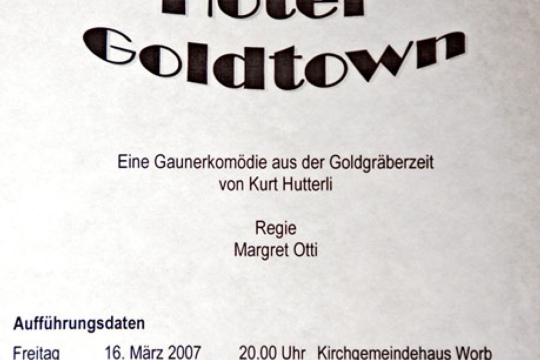 Hotel
Goldtown
Eine Gaunerkomödie aus der Goldgräberzeit
von Kurt Hutterli
Regie
Margret Otti
Aufführungsdaten
Freitag 16. März 2007 20.00 Uhr Kirchgemeindehaus Worb